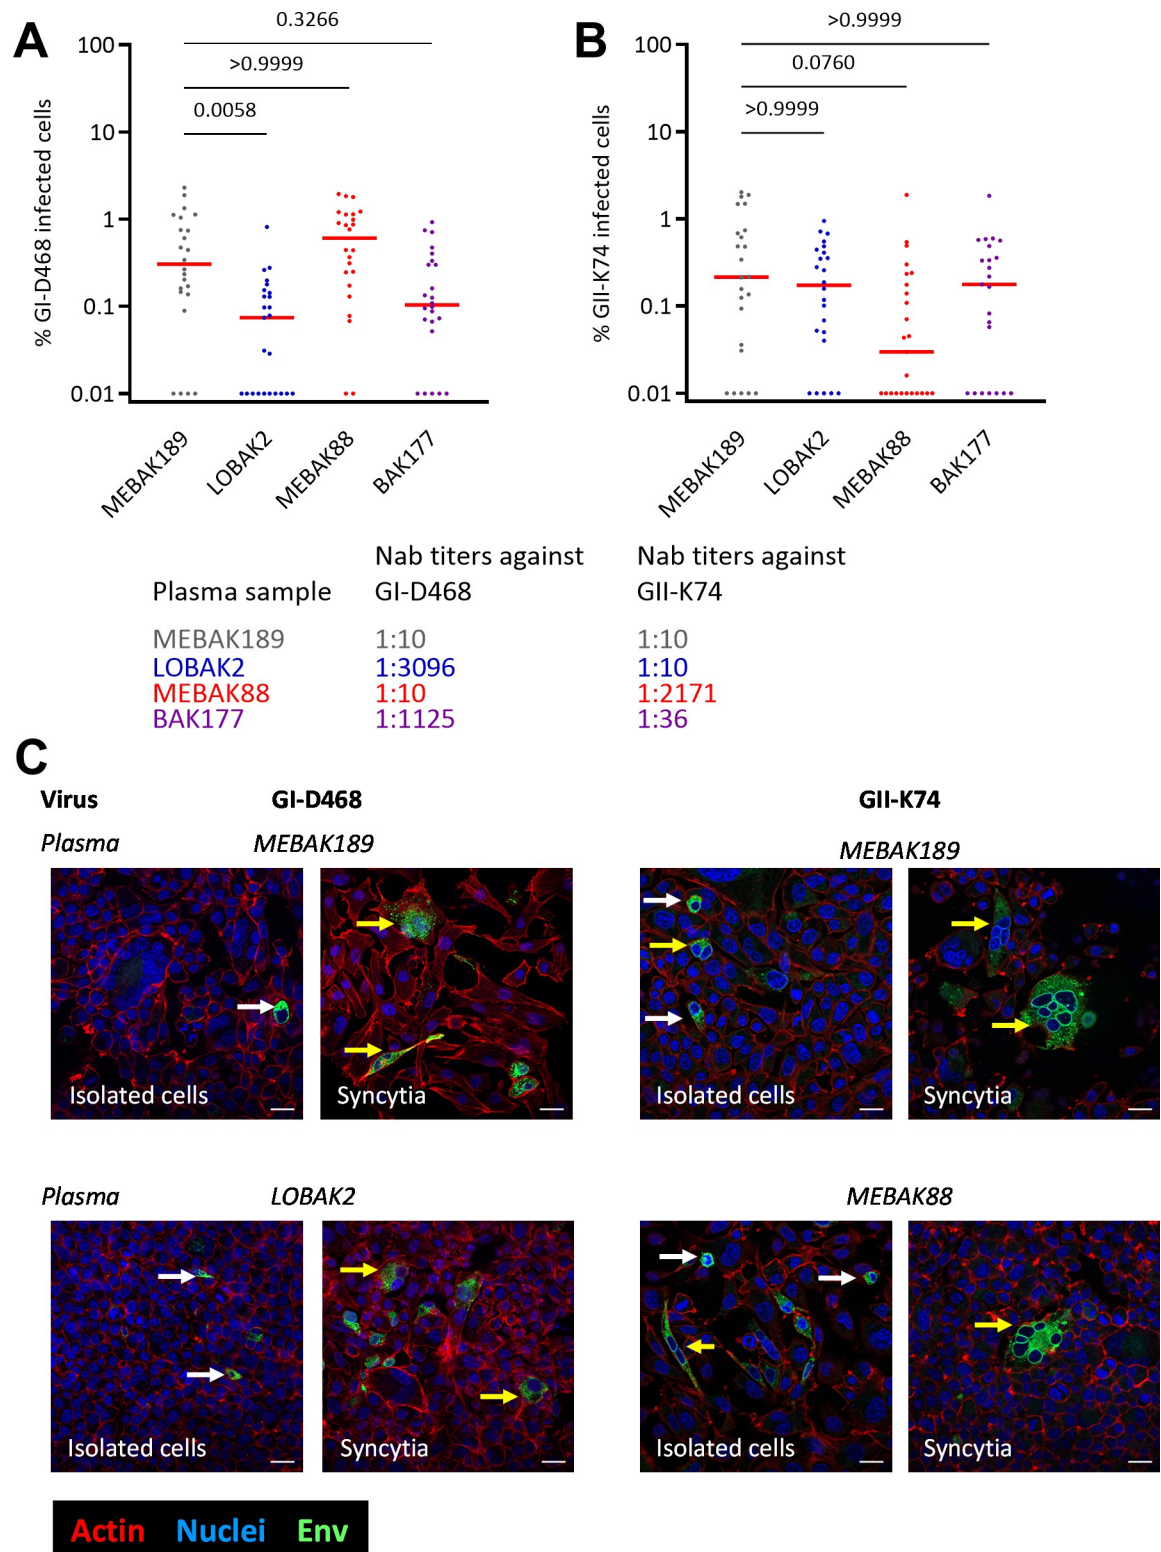 A
0.3266
>0.9999
0.0058
100
10
1
0.1
0.01
% GI-D468 infected cells
MEBAK189
LOBAK2
MEBAK88
BAK177
B
>0.9999
0.0760
>0.9999
100
10
1
0.1
0.01
% GII-K74 infected cells
MEBAK189
LOBAK2
MEBAK88
BAK177
Nab titers against Nab titers against
Plasma sample GI-D468 GII-K74
MEBAK189 1:10 1:10
LOBAK2 1:3096 1:10
MEBAK88 1:10 1:2171
BAK177 1:1125 1:36
C
Virus GI-D468 GII-K74
Plasma MEBAK189 MEBAK189
Isolated cells Syncytia Isolated cells Syncytia
Plasma LOBAK2 MEBAK88
Isolated cells Syncytia Isolated cells Syncytia
Actin Nuclei Env